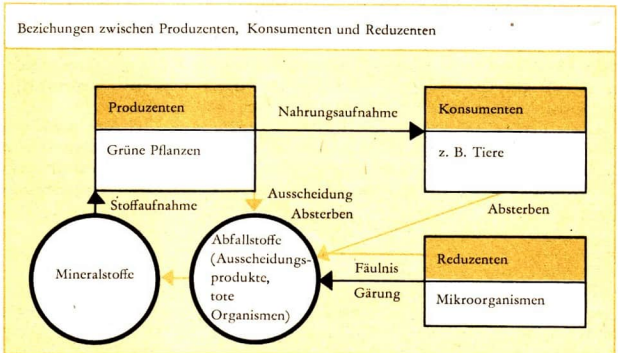 Beziehungen zwischen Produzenten, Konsumenten und Reduzenten
Produzenten
Grüne Pflanzen
Nahrungsaufnahme
Konsumenten
z. B. Tiere
Stoffaufnahme
Ausscheidung
Absterben
Absterben
Mineralstoffe
Abfallstoffe
(Ausscheidungs-
produkte,
tote
Organismen)
Fäulnis
Gärung
Reduzenten
Mikroorganismen